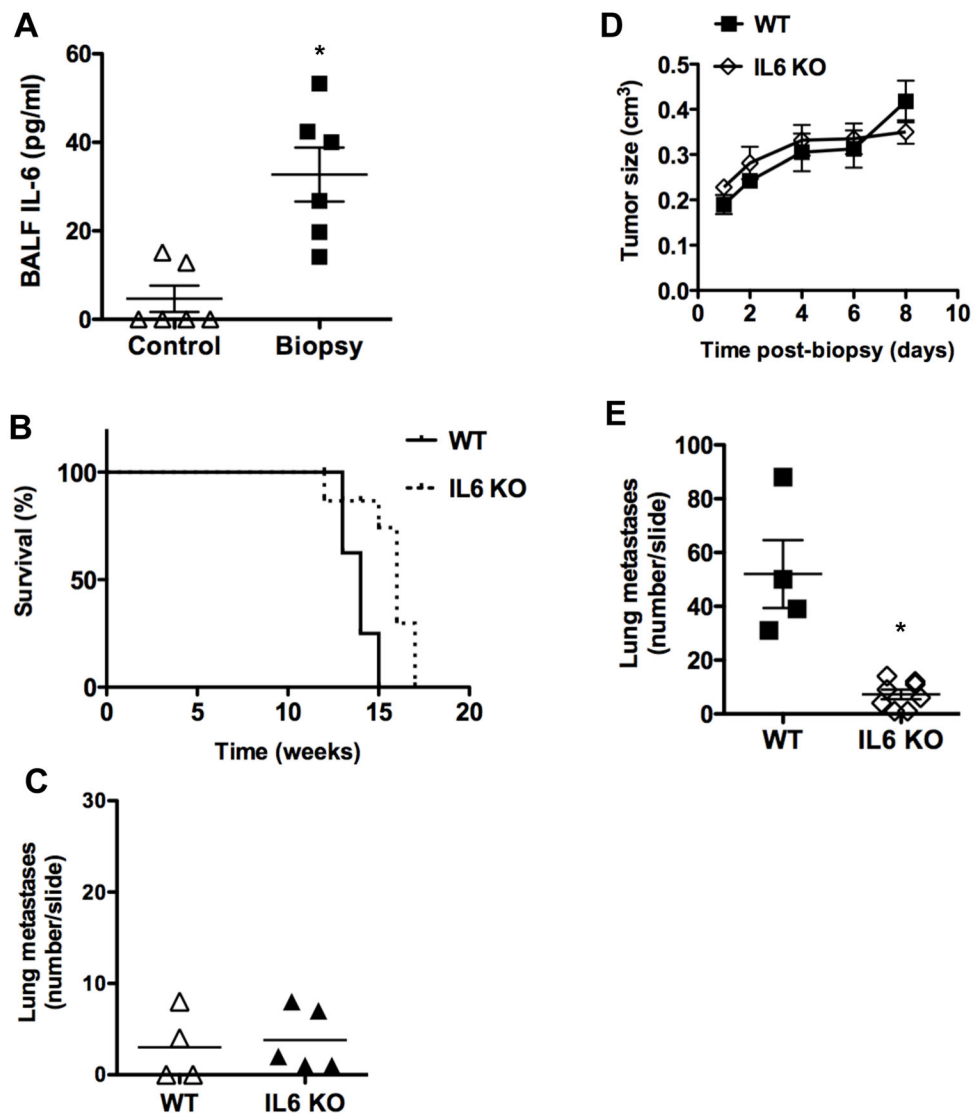 A
BALF IL-6 (pg/ml)
60
40
20
0
*
Control
Biopsy
B
Survival (%)
100
50
0
0
5
10
15
20
Time (weeks)
WT
IL6 KO
C
Lung metastases
(number/slide)
30
20
10
0
WT
IL6 KO
D
WT
IL6 KO
Tumor size (cm³)
0.5
0.4
0.3
0.2
0.1
0.0
0
2
4
6
8
10
Time post-biopsy (days)
E
Lung metastases
(number/slide)
100
80
60
40
20
0
*
WT
IL6 KO